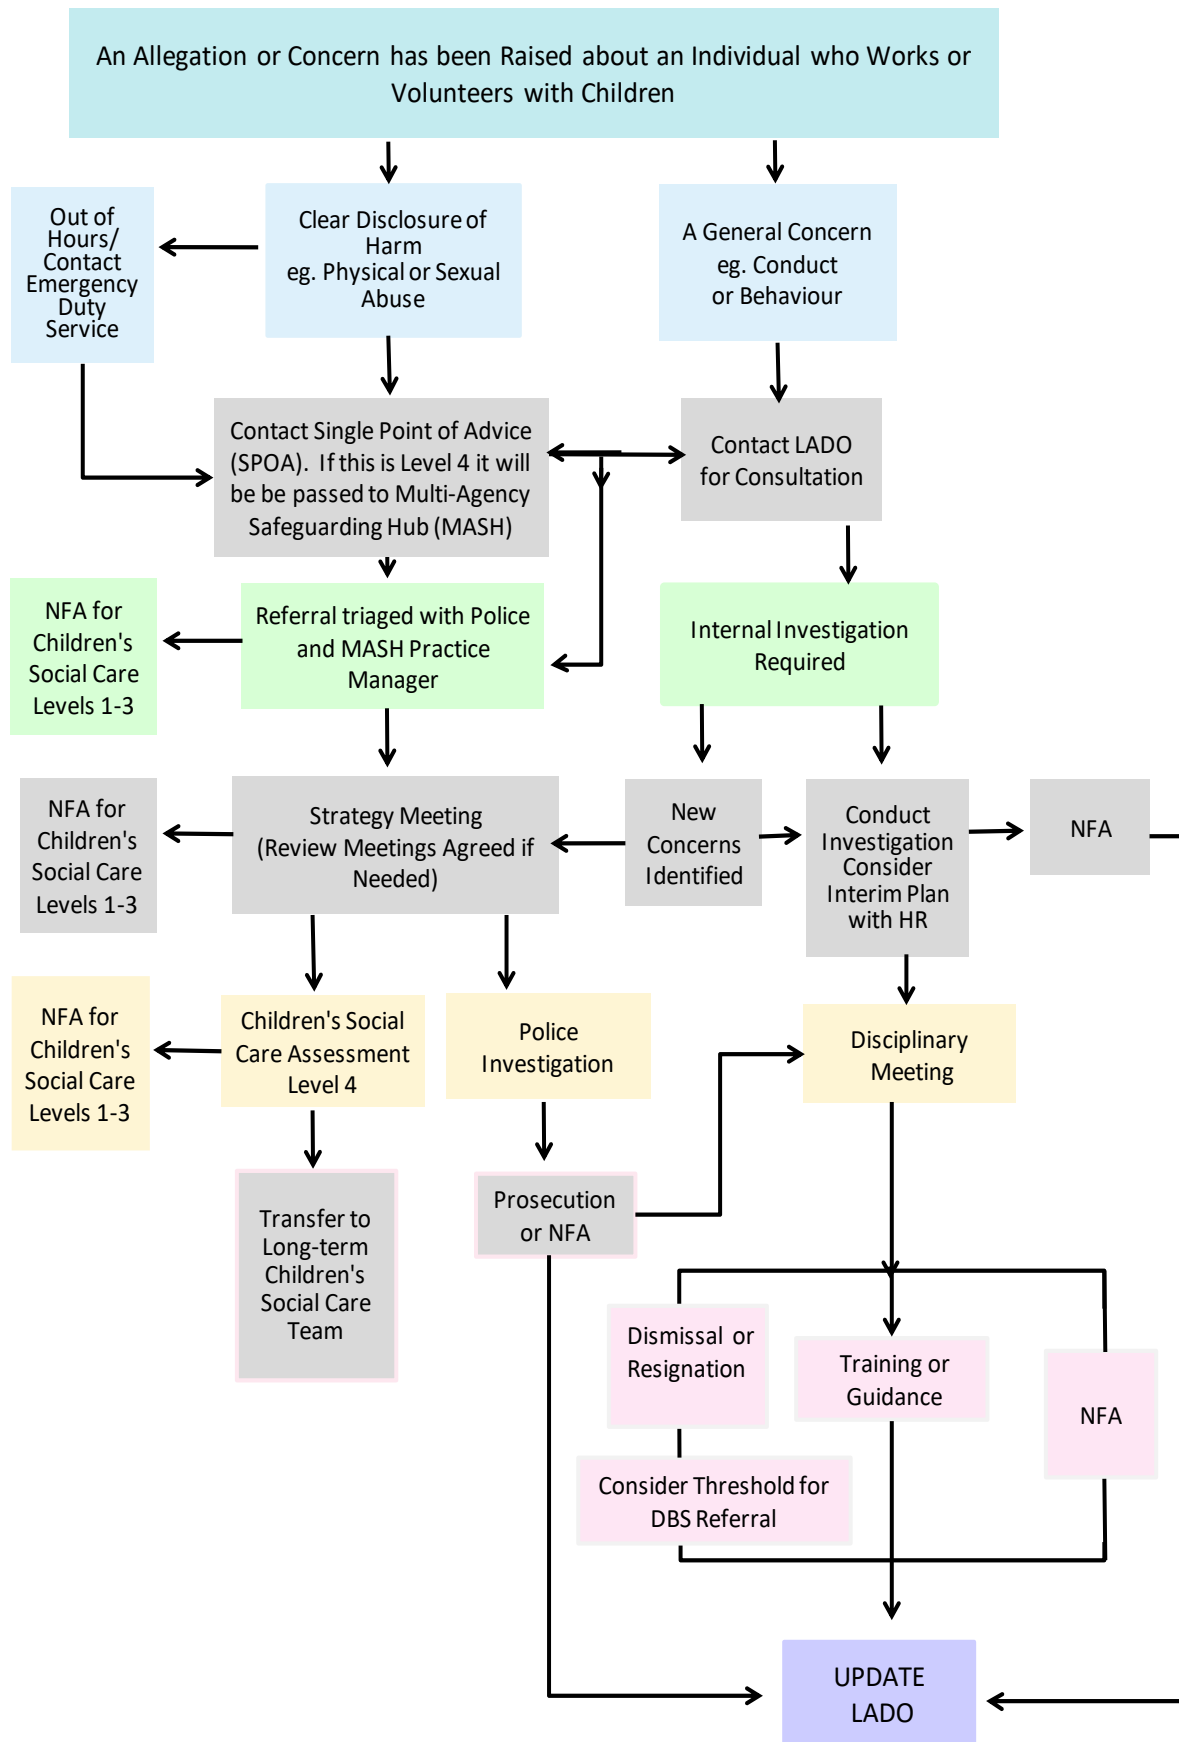 An Allegation or Concern has been Raised about an Individual who Works or
Volunteers with Children
Out of
Hours/
Contact
Emergency
Duty
Service
Clear Disclosure of
Harm
eg. Physical or Sexual
Abuse
A General Concern
eg. Conduct
or Behaviour
Contact Single Point of Advice
(SPOA). If this is Level 4 it will
be be passed to Multi-Agency
Safeguarding Hub (MASH)
Contact LADO
for Consultation
NFA for
Children's
Social Care
Levels 1-3
Referral triaged with Police
and MASH Practice
Manager
Internal Investigation
Required
NFA for
Children's
Social Care
Levels 1-3
Strategy Meeting
(Review Meetings Agreed if
Needed)
New
Concerns
Identified
Conduct
Investigation
Consider
Interim Plan
with HR
NFA
NFA for
Children's
Social Care
Levels 1-3
Children's Social
Care Assessment
Level 4
Police
Investigation
Disciplinary
Meeting
Transfer to
Long-term
Children's
Social Care
Team
Prosecution
or NFA
Dismissal or
Resignation
Training or
Guidance
NFA
Consider Threshold for
DBS Referral
UPDATE
LADO